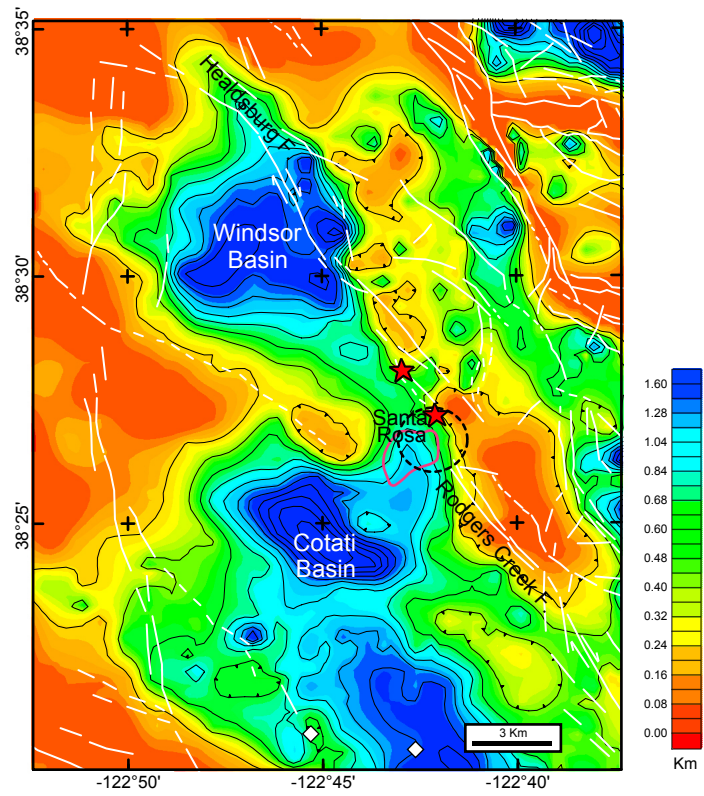 38°35'
Healdsburg F.
Windsor
Basin
38°30'
Santa
Rosa
Rodgers Creek F.
38°25'
Cotati
Basin
3 Km
-122°50'
-122°45'
-122°40'
1.60
1.28
1.04
0.84
0.68
0.60
0.50
0.40
0.32
0.24
0.16
0.08
0.00
Km